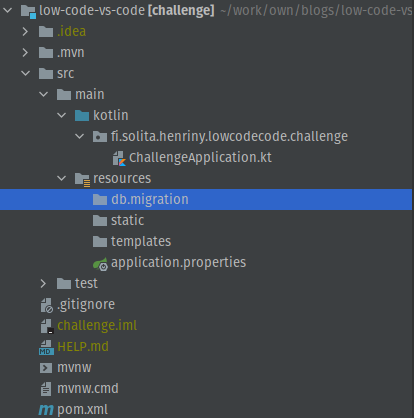 low-code-vs-code [challenge] ~/work/own/blogs/low-code-vs
.idea
.mvn
src
main
kotlin
fi.solita.henriny.lowcodecode.challenge
ChallengeApplication.kt
resources
db.migration
static
templates
application.properties
test
.gitignore
challenge.iml
HELP.md
mvnw
mvnw.cmd
pom.xml